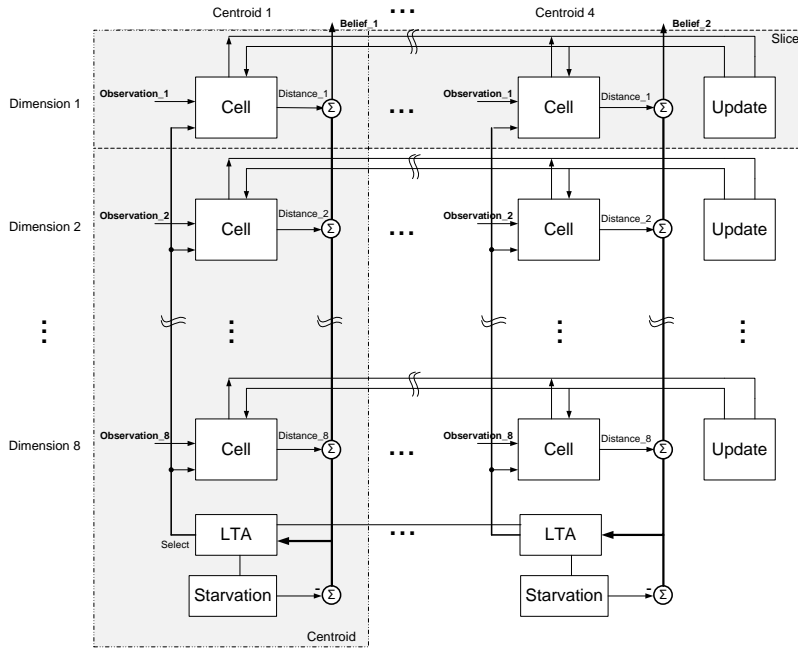 Centroid 1 ... Centroid 4
Belief_1 Belief_2
Slice
Dimension 1 Observation_1 Cell Distance_1 Σ ... Observation_1 Cell Distance_1 Σ Update
Dimension 2 Observation_2 Cell Distance_2 Σ ... Observation_2 Cell Distance_2 Σ Update
Dimension 8 Observation_8 Cell Distance_8 Σ ... Observation_8 Cell Distance_8 Σ Update
Select LTA ... LTA
Starvation - Σ Starvation - Σ
Centroid